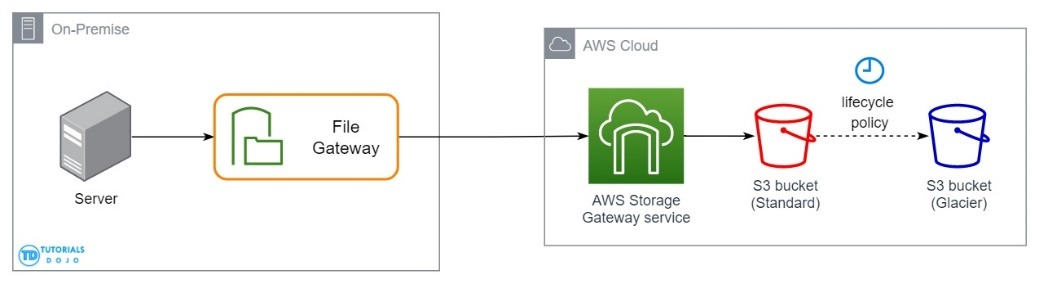 On-Premise
Server
File
Gateway
TD TUTORIALS
DOJO
AWS Cloud
AWS Storage
Gateway service
S3 bucket
(Standard)
lifecycle
policy
S3 bucket
(Glacier)